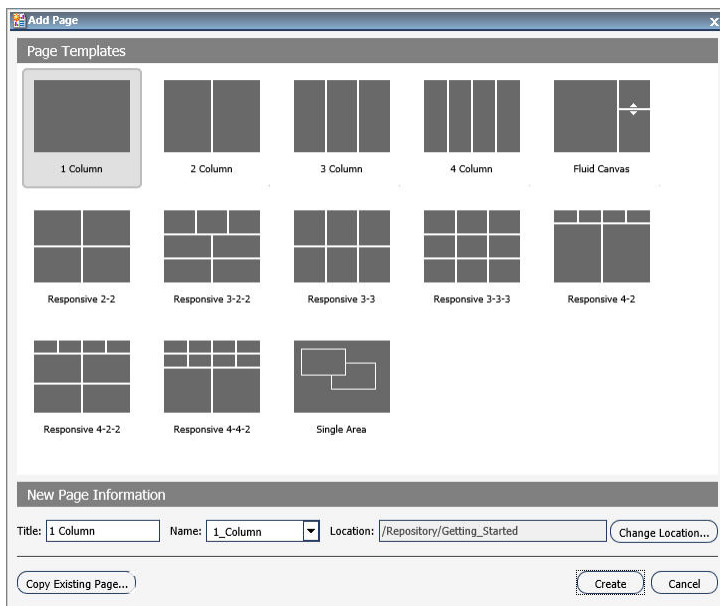 Add Page
Page Templates
1 Column
2 Column
3 Column
4 Column
Fluid Canvas
Responsive 2-2
Responsive 3-2-2
Responsive 3-3
Responsive 3-3-3
Responsive 4-2
Responsive 4-2-2
Responsive 4-4-2
Single Area
New Page Information
Title: 1 Column Name: 1_Column Location: /Repository/Getting_Started Change Location...
Copy Existing Page... Create Cancel